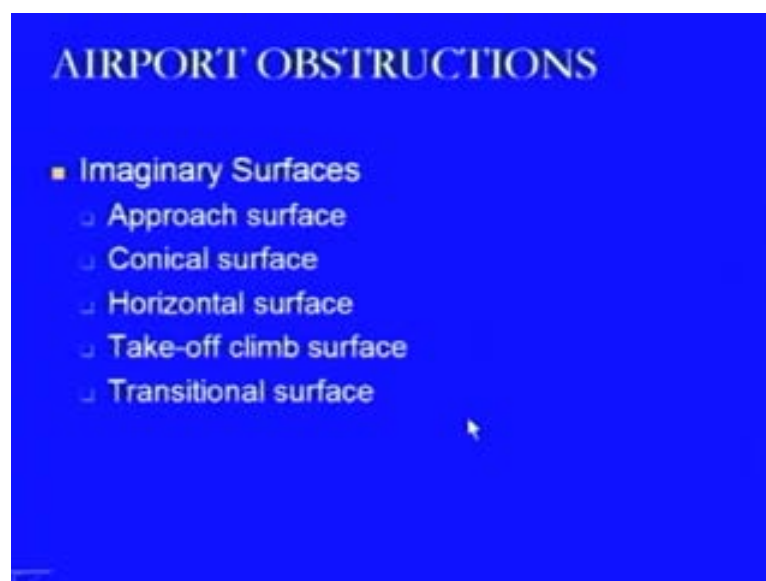 AIRPORT OBSTRUCTIONS
Imaginary Surfaces
Approach surface
Conical surface
Horizontal surface
Take-off climb surface
Transitional surface